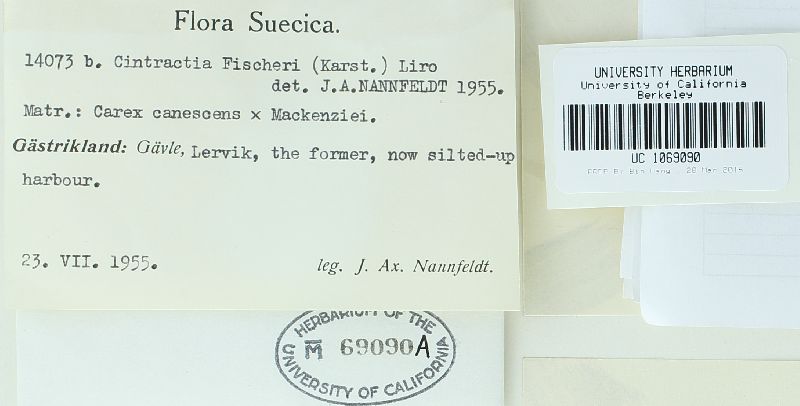 Flora Suecica.
14073 b. Cintractia Fischeri (Karst.) Liro
det. J.A.NANNFELDT 1955.
Matr.: Carex canescens × Mackenziei.
Gästrikland: Gävle, Lervik, the former, now silted-up
harbour.
23. VII. 1955.
leg. J. Ax. Nannfeldt.
UNIVERSITY HERBARIUM
University of California
Berkeley
UC 1069090
HERBARIUM OF THE
M 69090A
UNIVERSITY OF CALIFORNIA